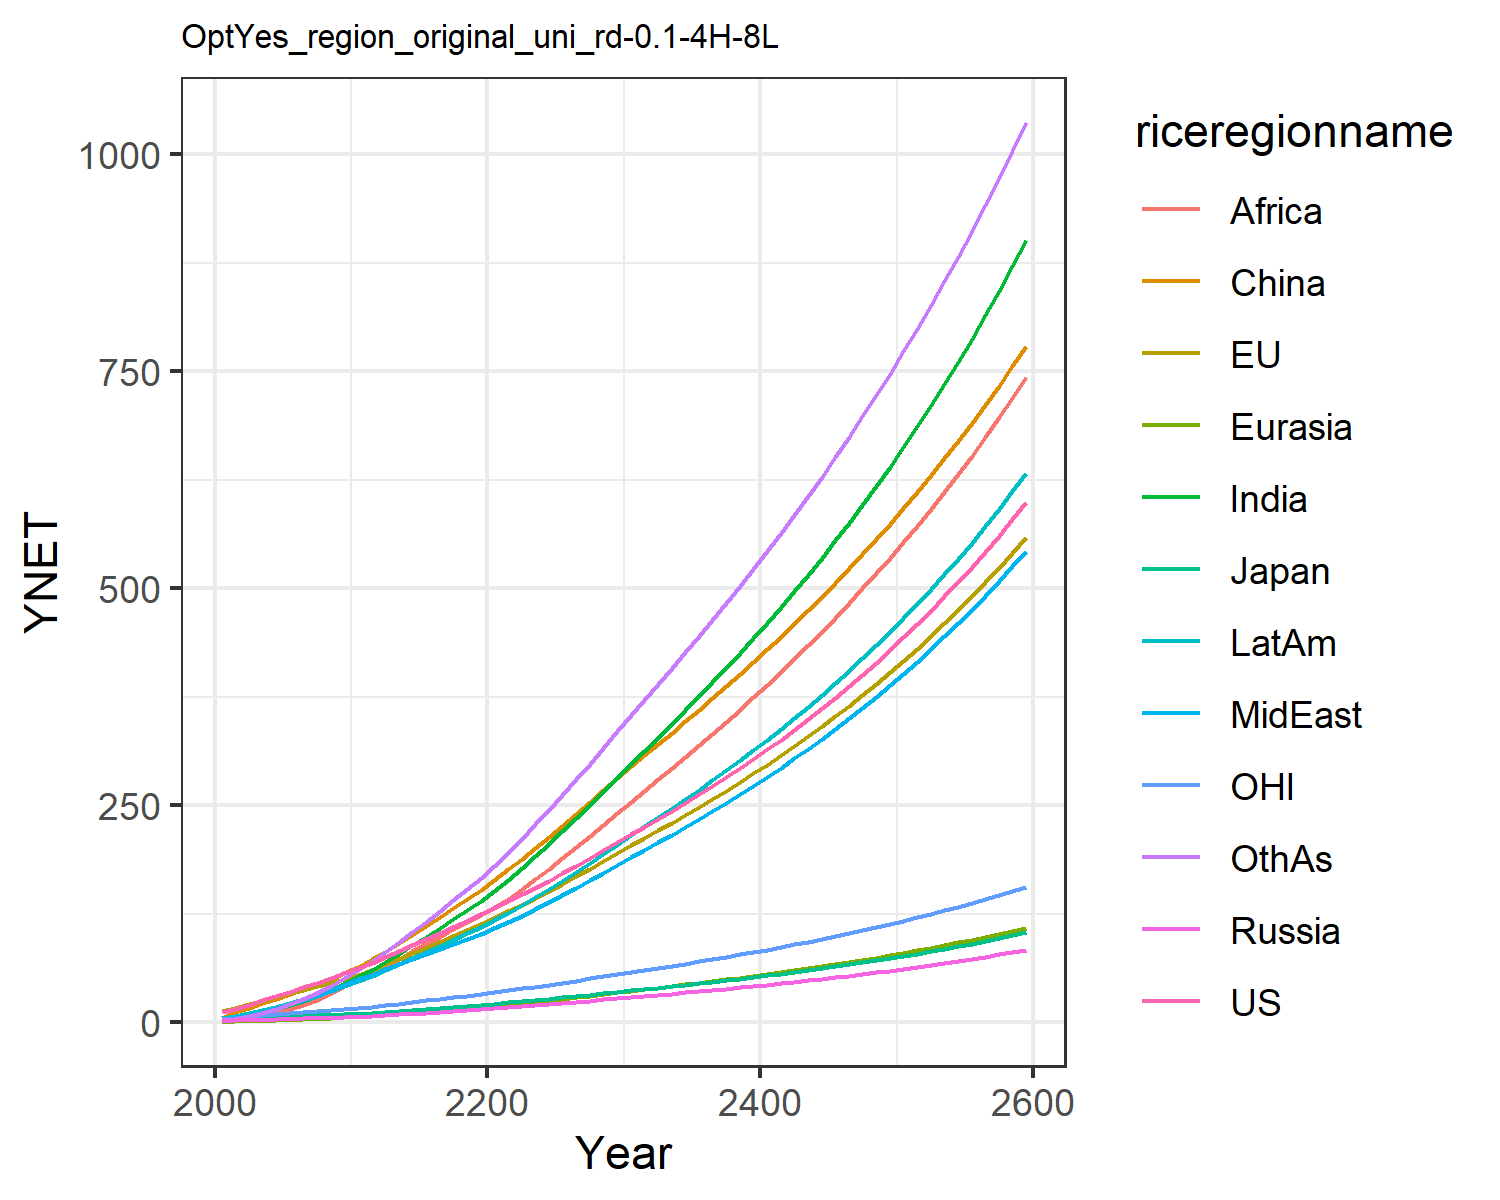 OptYes_region_original_uni_rd-0.1-4H-8L
YNET
1000
750
500
250
0
2000
2200
2400
2600
Year
riceregionname
Africa
China
EU
Eurasia
India
Japan
LatAm
MidEast
OHI
OthAs
Russia
US